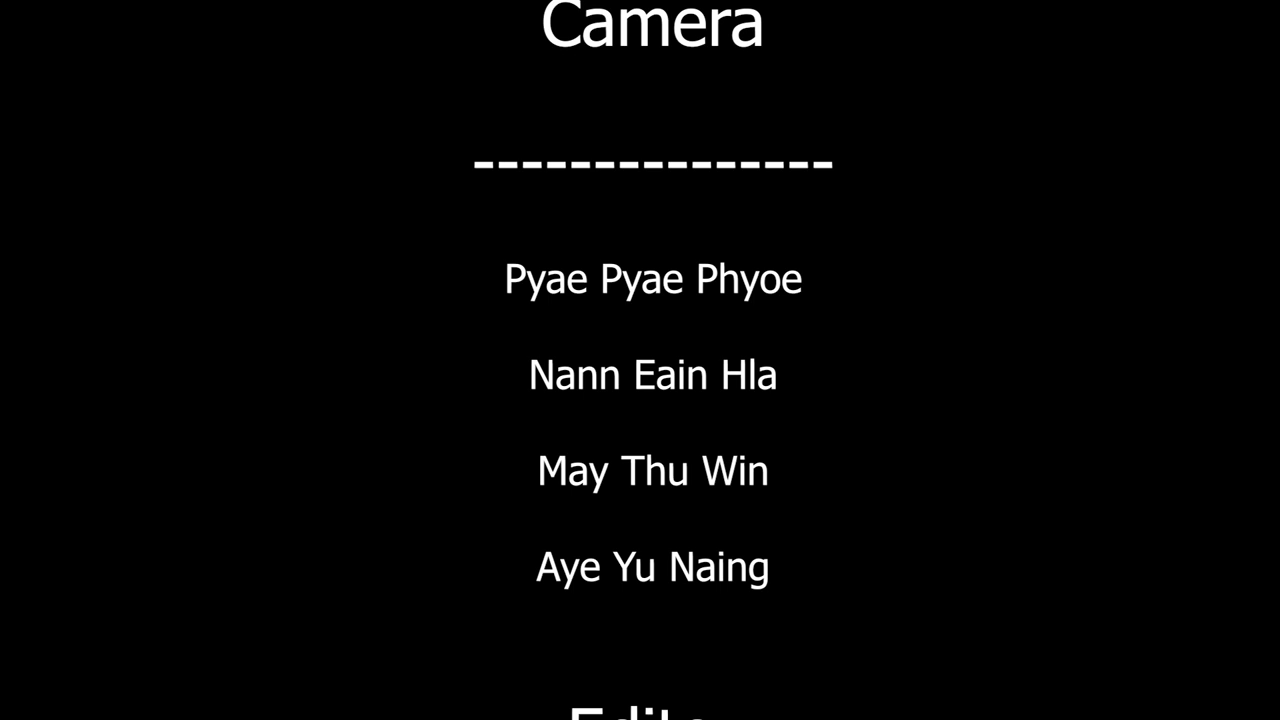 Camera
---------------
Pyae Pyae Phyoe
Nann Eain Hla
May Thu Win
Aye Yu Naing